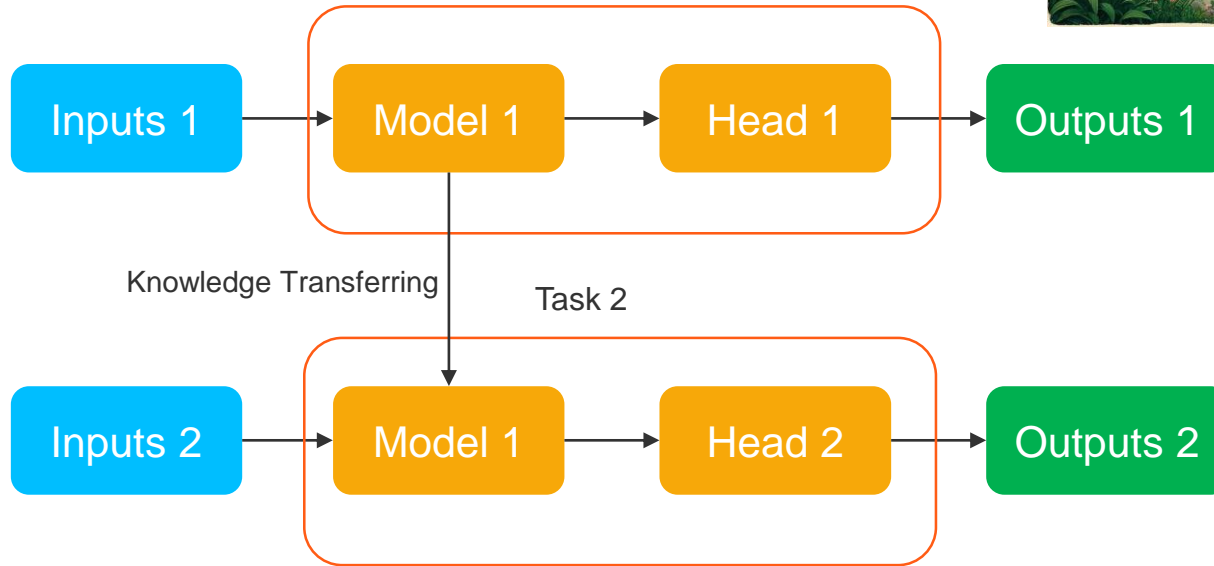 Inputs 1
Model 1
Head 1
Outputs 1
Knowledge Transferring
Task 2
Inputs 2
Model 1
Head 2
Outputs 2